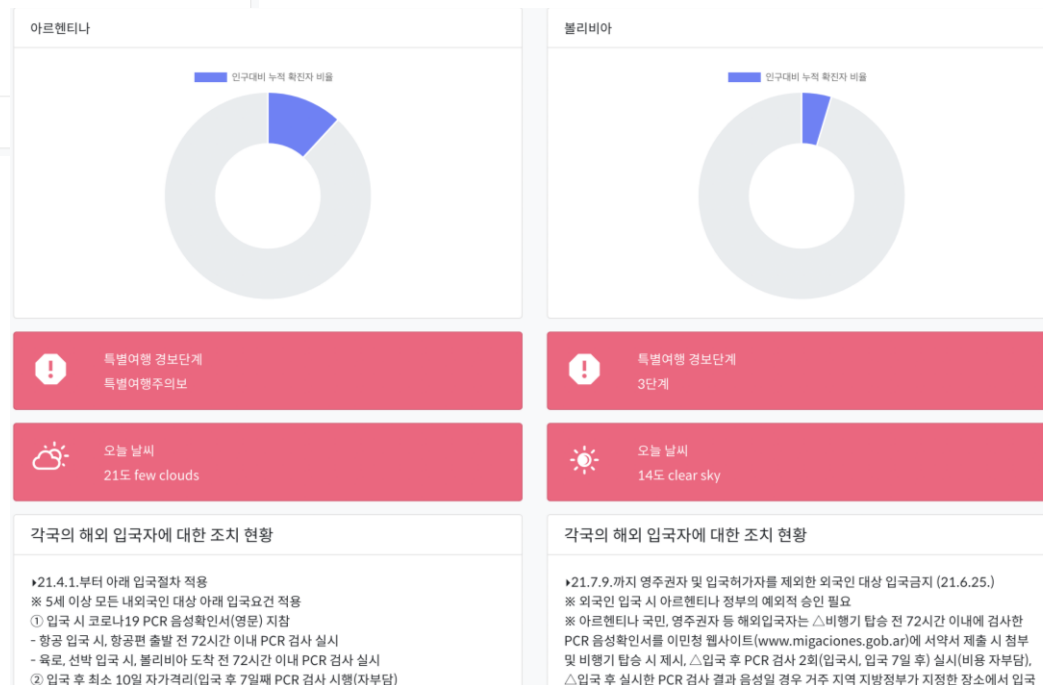 아르헨티나
인구대비 누적 확진자 비율
특별여행 경보단계
특별여행주의보
오늘 날씨
21도 few clouds
각국의 해외 입국자에 대한 조치 현황
▸21.4.1.부터 아래 입국절차 적용
※ 5세 이상 모든 내외국인 대상 아래 입국요건 적용
① 입국 시 코로나19 PCR 음성확인서(영문) 지참
- 항공 입국 시, 항공편 출발 전 72시간 이내 PCR 검사 실시
- 육로, 선박 입국 시, 볼리비아 도착 전 72시간 이내 PCR 검사 실시
② 입국 후 최소 10일 자가격리(입국 후 7일째 PCR 검사 시행(자부담)
볼리비아
인구대비 누적 확진자 비율
특별여행 경보단계
3단계
오늘 날씨
14도 clear sky
각국의 해외 입국자에 대한 조치 현황
▸21.7.9.까지 영주권자 및 입국허가자를 제외한 외국인 대상 입국금지 (21.6.25.)
※ 외국인 입국 시 아르헨티나 정부의 예외적 승인 필요
※ 아르헨티나 국민, 영주권자 등 해외입국자는 △비행기 탑승 전 72시간 이내에 검사한
PCR 음성확인서를 이민청 웹사이트(www.migaciones.gob.ar)에 서약서 제출 시 첨부
및 비행기 탑승 시 제시, △입국 후 PCR 검사 2회(입국시, 입국 7일 후) 실시(비용 자부담),
△입국 후 실시한 PCR 검사 결과 음성일 경우 거주 지역 지방정부가 지정한 장소에서 입국